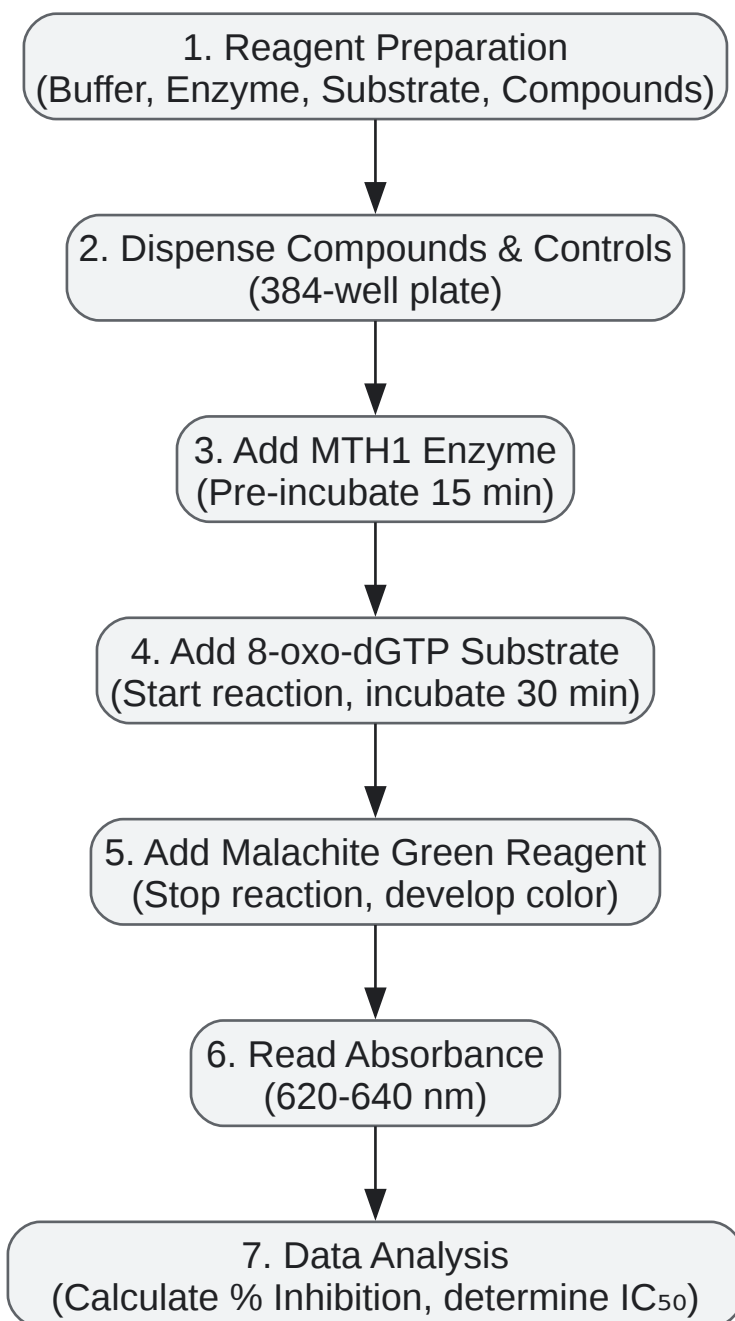 1. Reagent Preparation
(Buffer, Enzyme, Substrate, Compounds)
2. Dispense Compounds & Controls
(384-well plate)
3. Add MTH1 Enzyme
(Pre-incubate 15 min)
4. Add 8-oxo-dGTP Substrate
(Start reaction, incubate 30 min)
5. Add Malachite Green Reagent
(Stop reaction, develop color)
6. Read Absorbance
(620-640 nm)
7. Data Analysis
(Calculate % Inhibition, determine IC₅₀)